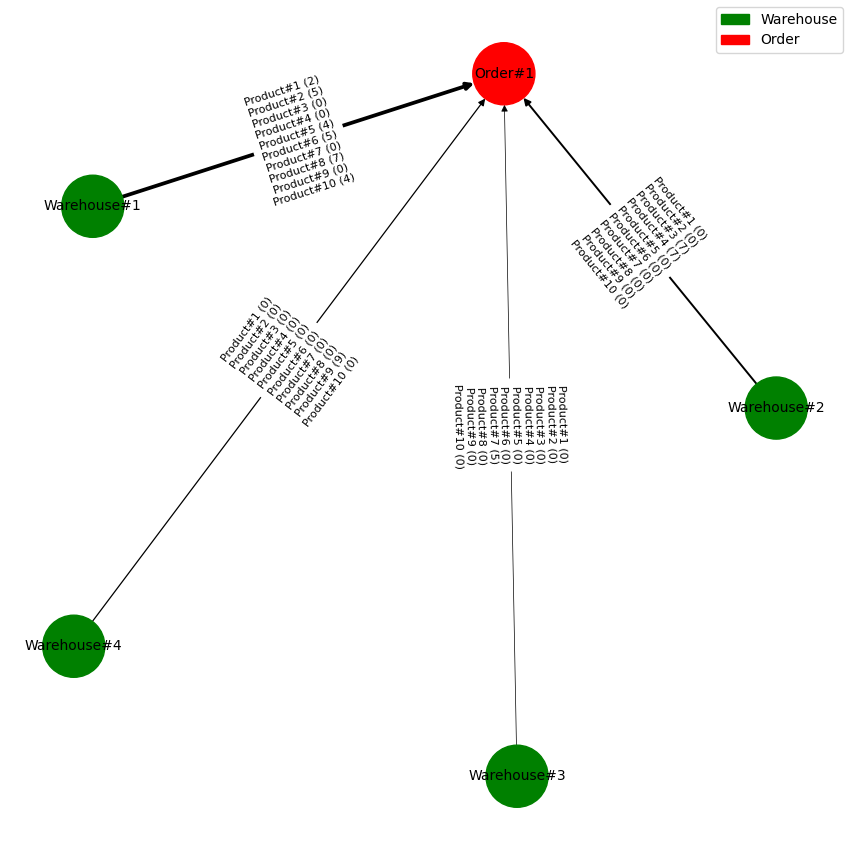 Warehouse
Order
Order#1
Product#1 (2)
Product#2 (5)
Product#3 (0)
Product#4 (0)
Product#5 (4)
Product#6 (5)
Product#7 (0)
Product#8 (7)
Product#9 (0)
Product#10 (4)
Warehouse#1
Product#1 (0)
Product#2 (0)
Product#3 (7)
Product#4 (7)
Product#5 (0)
Product#6 (0)
Product#7 (0)
Product#8 (0)
Product#9 (0)
Product#10 (0)
Product#1 (0)
Product#2 (0)
Product#3 (0)
Product#4 (0)
Product#5 (0)
Product#6 (0)
Product#7 (0)
Product#8 (0)
Product#9 (9)
Product#10 (0)
Warehouse#2
Product#1 (0)
Product#2 (0)
Product#3 (0)
Product#4 (0)
Product#5 (0)
Product#6 (0)
Product#7 (5)
Product#8 (0)
Product#9 (0)
Product#10 (0)
Warehouse#4
Warehouse#3